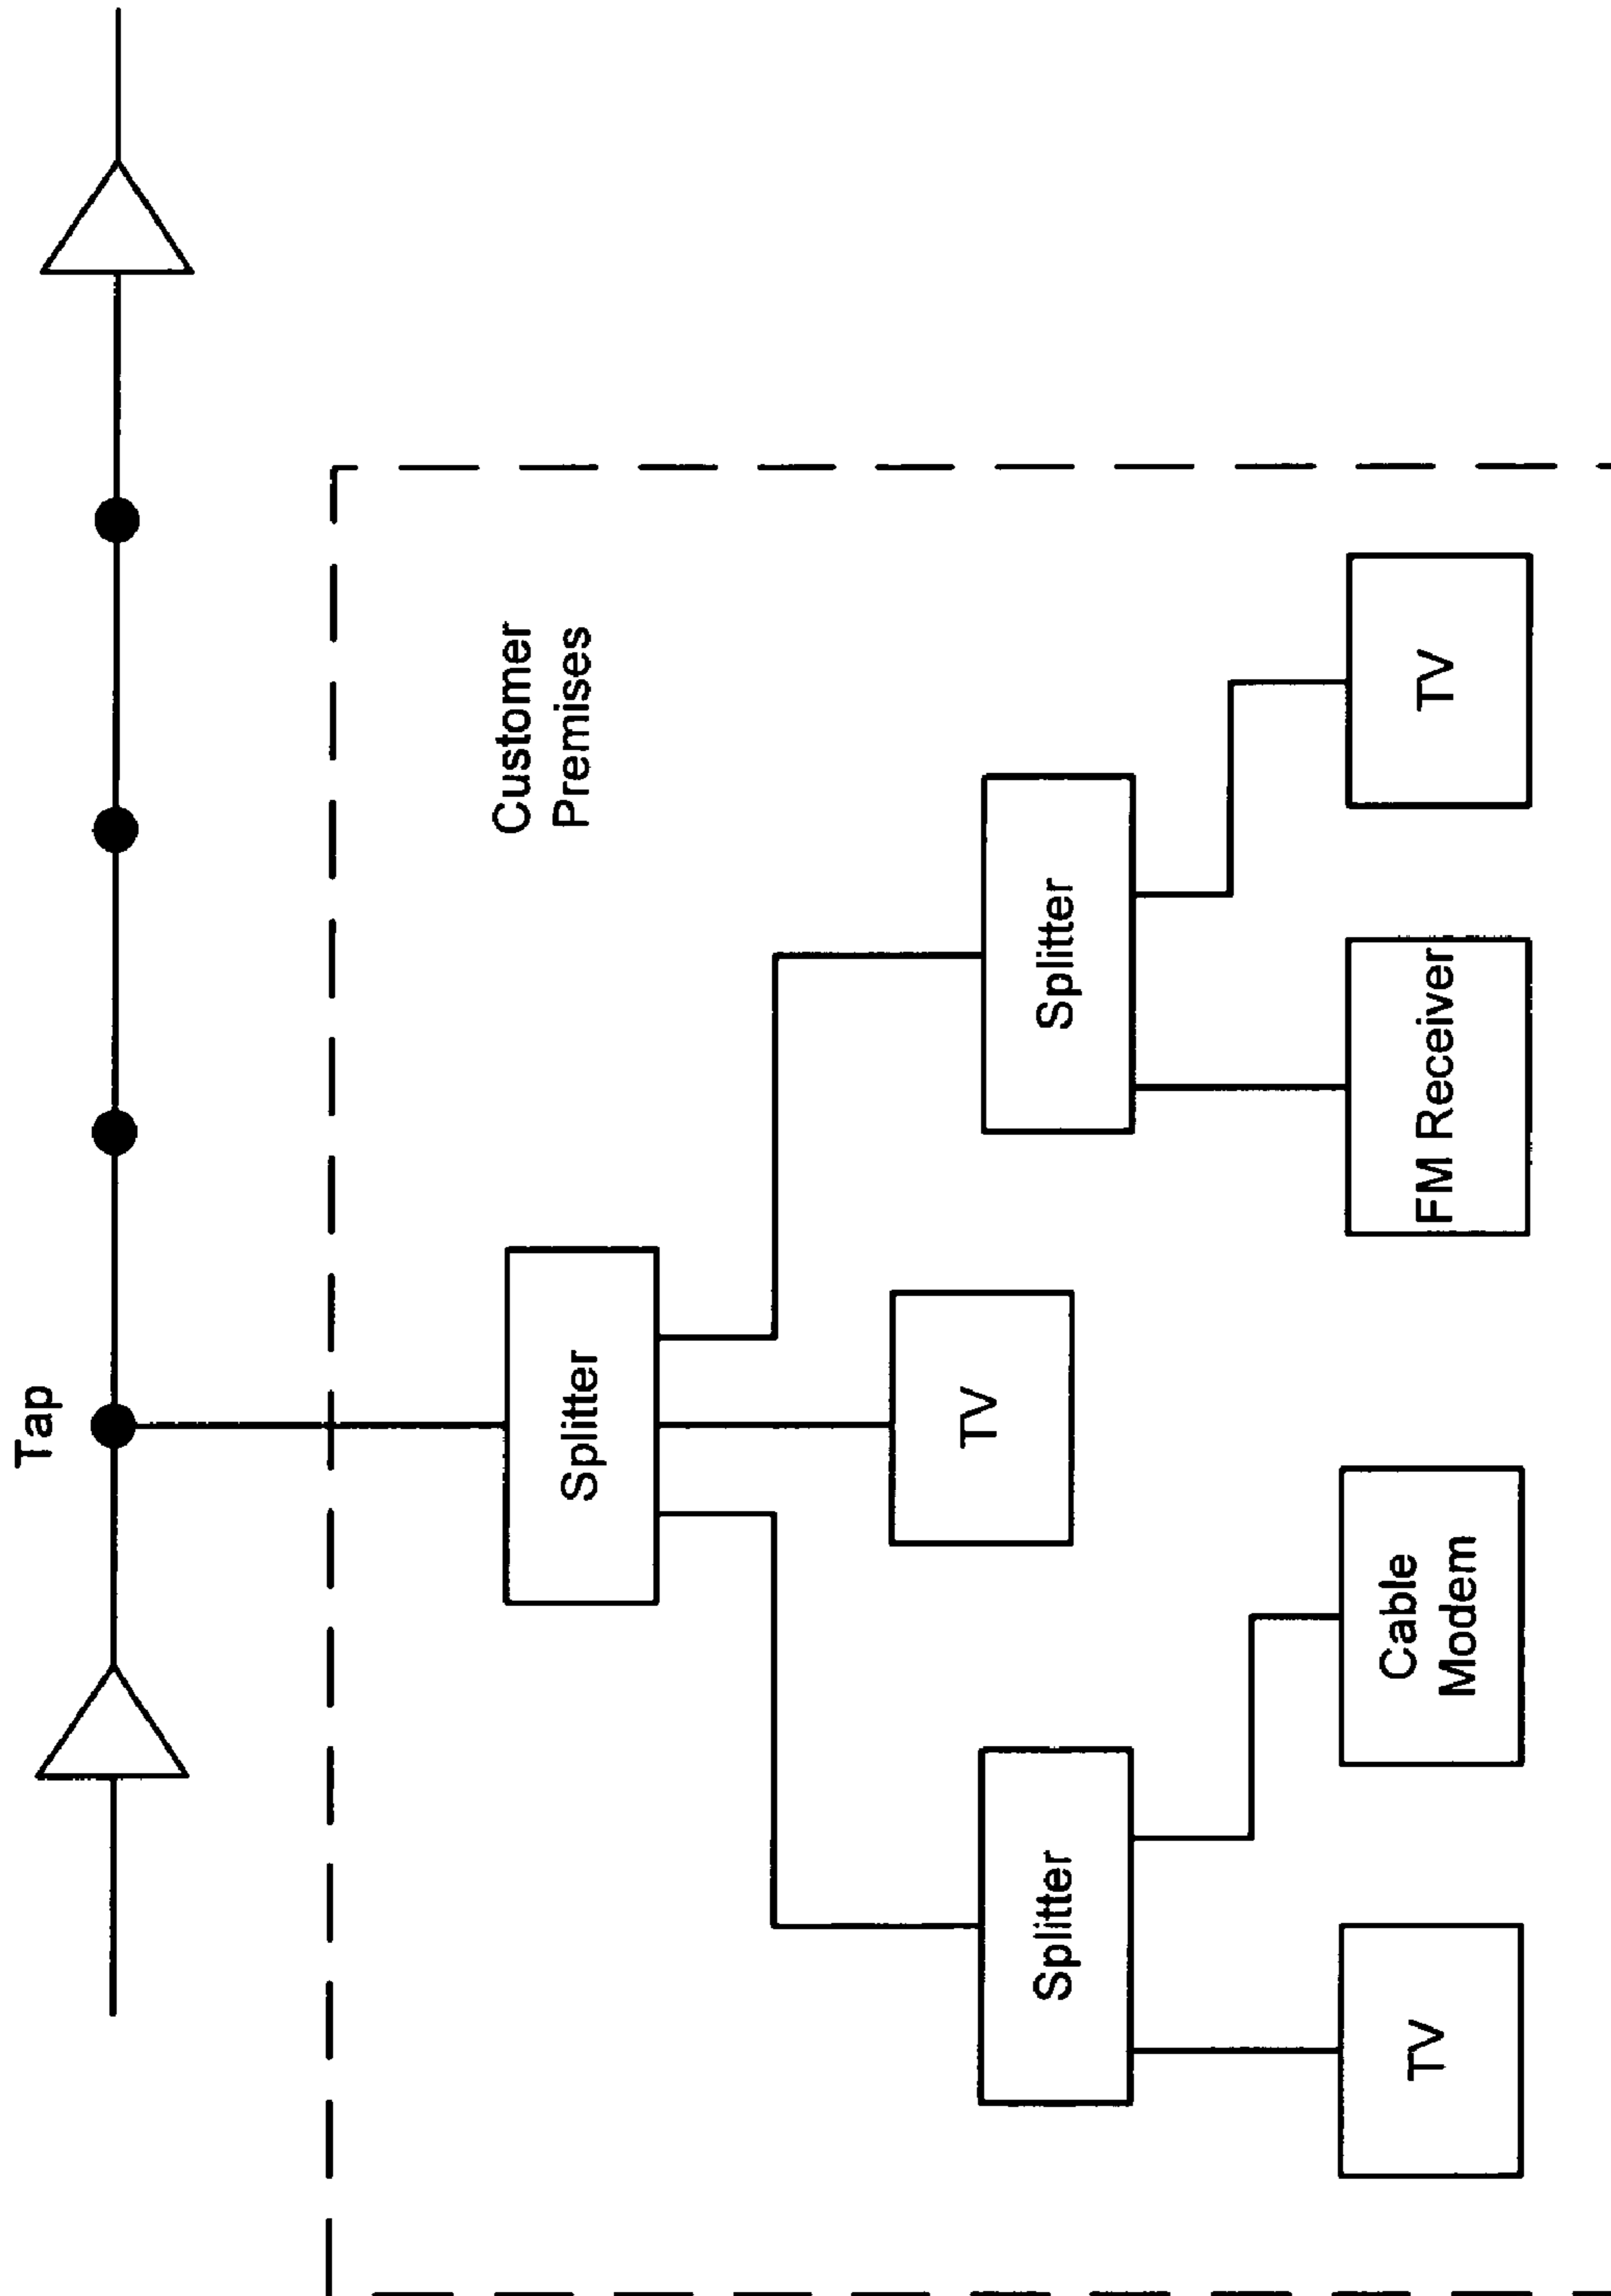 Tap
Customer
Premises
Splitter
TV
Splitter
Splitter
TV
Cable
Modem
FM Receiver
TV